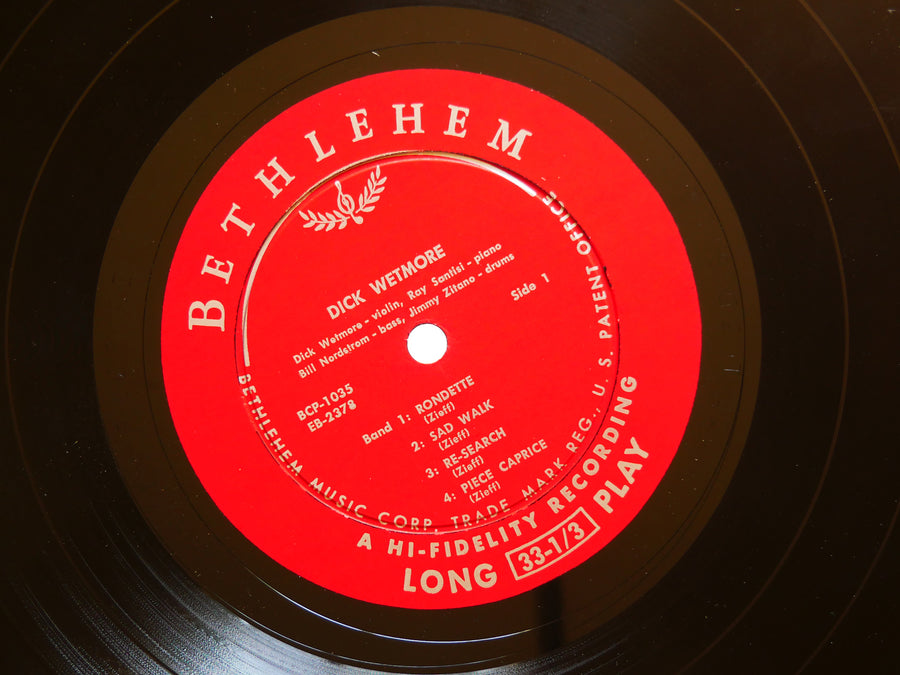 BETHLEHEM
DICK WETMORE
Dick Wetmore - violin, Ray Santisi - piano
Bill Nordstrom - bass, Jimmy Zitano - drums
Side 1
BCP-1035
EB-2378
Band 1: RONDETTE
(Zieff)
2: SAD WALK
(Zieff)
3: RE-SEARCH
(Zieff)
4: PIECE CAPRICE
(Zieff)
BETHLEHEM MUSIC CORP. TRADE MARK REG., U. S. PATENT OFFICE
A HI-FIDELITY RECORDING
LONG 33-1/3 PLAY